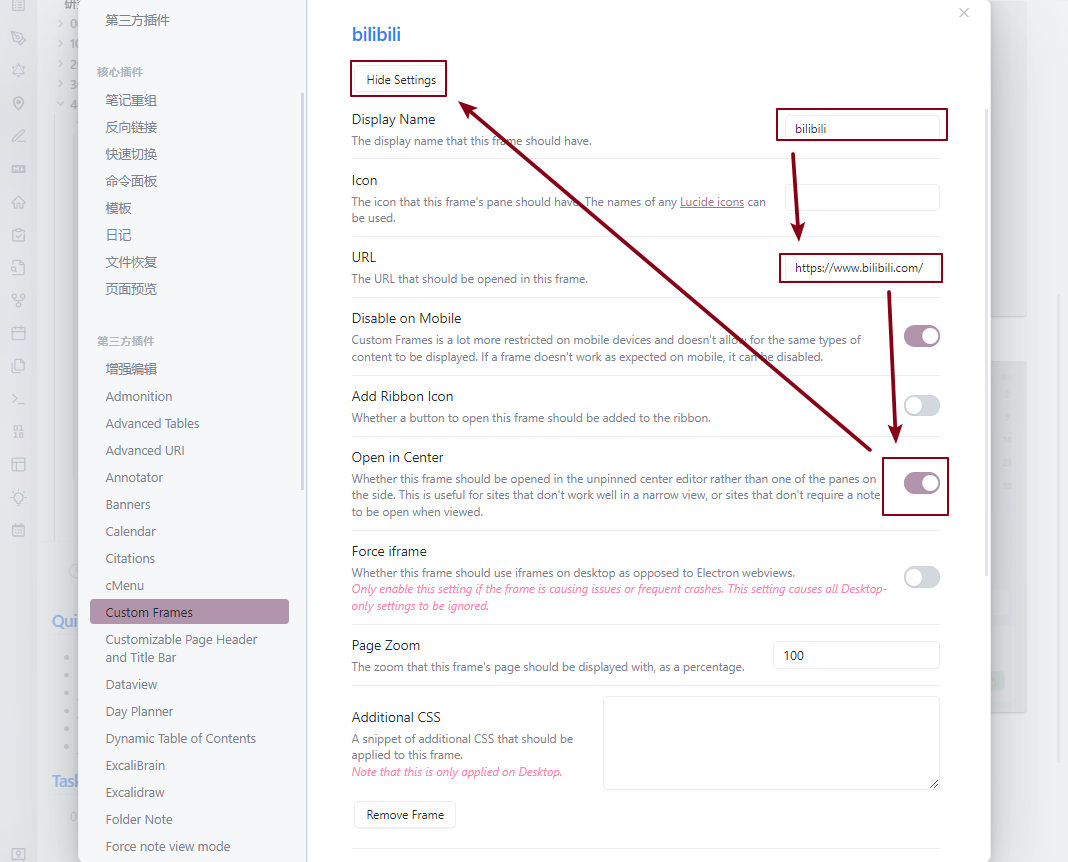 第三方插件
核心插件
笔记重组
反向链接
快速切换
命令面板
模板
日记
文件恢复
页面预览
第三方插件
增强编辑
Admonition
Advanced Tables
Advanced URI
Annotator
Banners
Calendar
Citations
cMenu
Custom Frames
Customizable Page Header
and Title Bar
Dataview
Day Planner
Dynamic Table of Contents
ExcaliBrain
Excalidraw
Folder Note
Force note view mode
bilibili
Hide Settings
Display Name
The display name that this frame should have.
bilibili
Icon
The icon that this frame's pane should have. The names of any Lucide icons can
be used.
URL
The URL that should be opened in this frame.
https://www.bilibili.com/
Disable on Mobile
Custom Frames is a lot more restricted on mobile devices and doesn't allow for the same types of
content to be displayed. If a frame doesn't work as expected on mobile, it can be disabled.
Add Ribbon Icon
Whether a button to open this frame should be added to the ribbon.
Open in Center
Whether this frame should be opened in the unpinned center editor rather than one of the panes on
the side. This is useful for sites that don't work well in a narrow view, or sites that don't require a note
to be open when viewed.
Force iframe
Whether this frame should use iframes on desktop as opposed to Electron webviews.
Only enable this setting if the frame is causing issues or frequent crashes. This setting causes all Desktop-
only settings to be ignored.
Page Zoom
The zoom that this frame's page should be displayed with, as a percentage.
100
Additional CSS
A snippet of additional CSS that should be
applied to this frame.
Note that this is only applied on Desktop.
Remove Frame